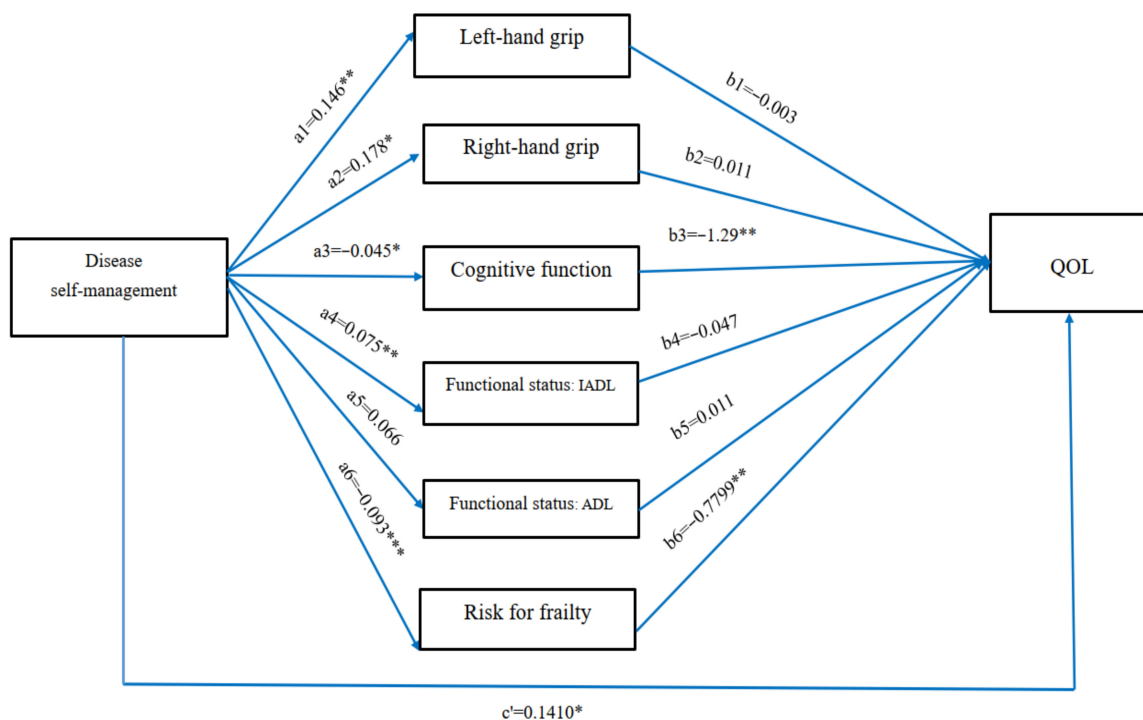 Left-hand grip
a1=0.146**
b1=−0.003
Right-hand grip
a2=0.178*
b2=0.011
Disease
self-management
a3=−0.045*
Cognitive function
b3=−1.29**
QOL
a4=0.075**
Functional status: IADL
b4=−0.047
a5=0.066
Functional status: ADL
b5=0.011
a6=−0.093***
Risk for frailty
b6=−0.7799**
c'=0.1410*